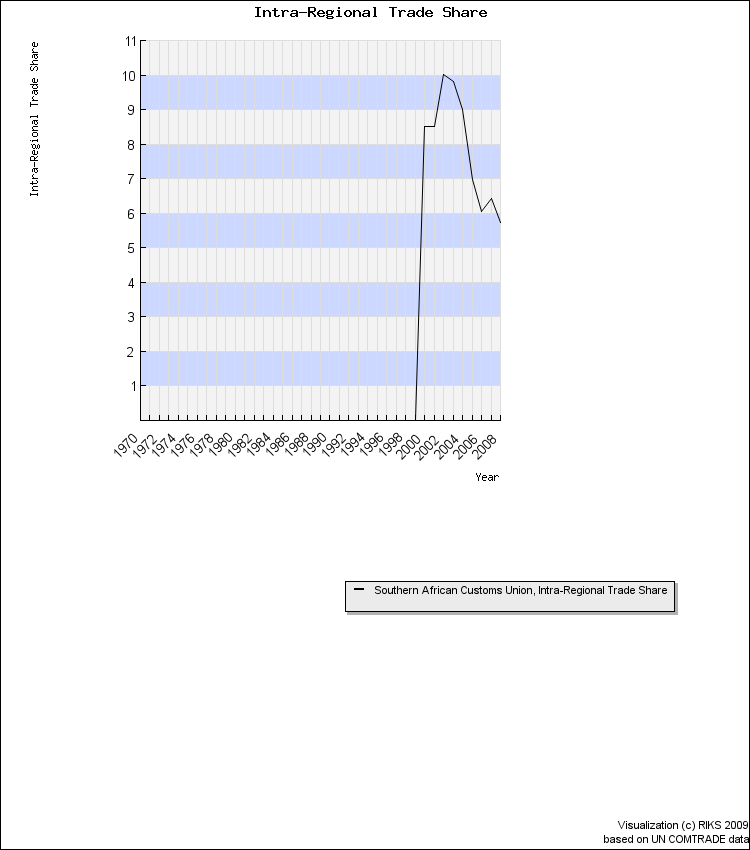 Intra-Regional Trade Share
Intra-Regional Trade Share
11
10
9
8
7
6
5
4
3
2
1
1970 1972 1974 1976 1978 1980 1982 1984 1986 1988 1990 1992 1994 1996 1998 2000 2002 2004 2006 2008
Year
Southern African Customs Union, Intra-Regional Trade Share
Visualization (c) RIKS 2009
based on UN COMTRADE data